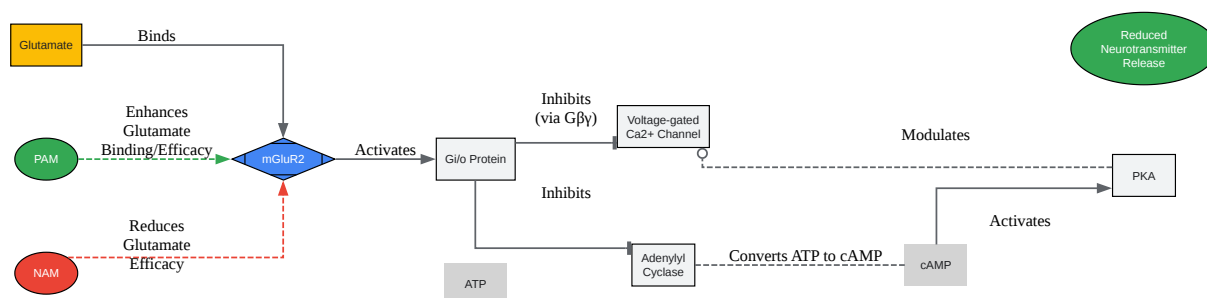 Glutamate
Binds
Reduced
Neurotransmitter
Release
Enhances
Glutamate
Binding/Efficacy
PAM
mGluR2
Activates
Gi/o Protein
Inhibits
(via Gβγ)
Voltage-gated
Ca2+ Channel
Modulates
PKA
Inhibits
Activates
Reduces
Glutamate
Efficacy
NAM
ATP
Adenylyl
Cyclase
Converts ATP to cAMP
cAMP